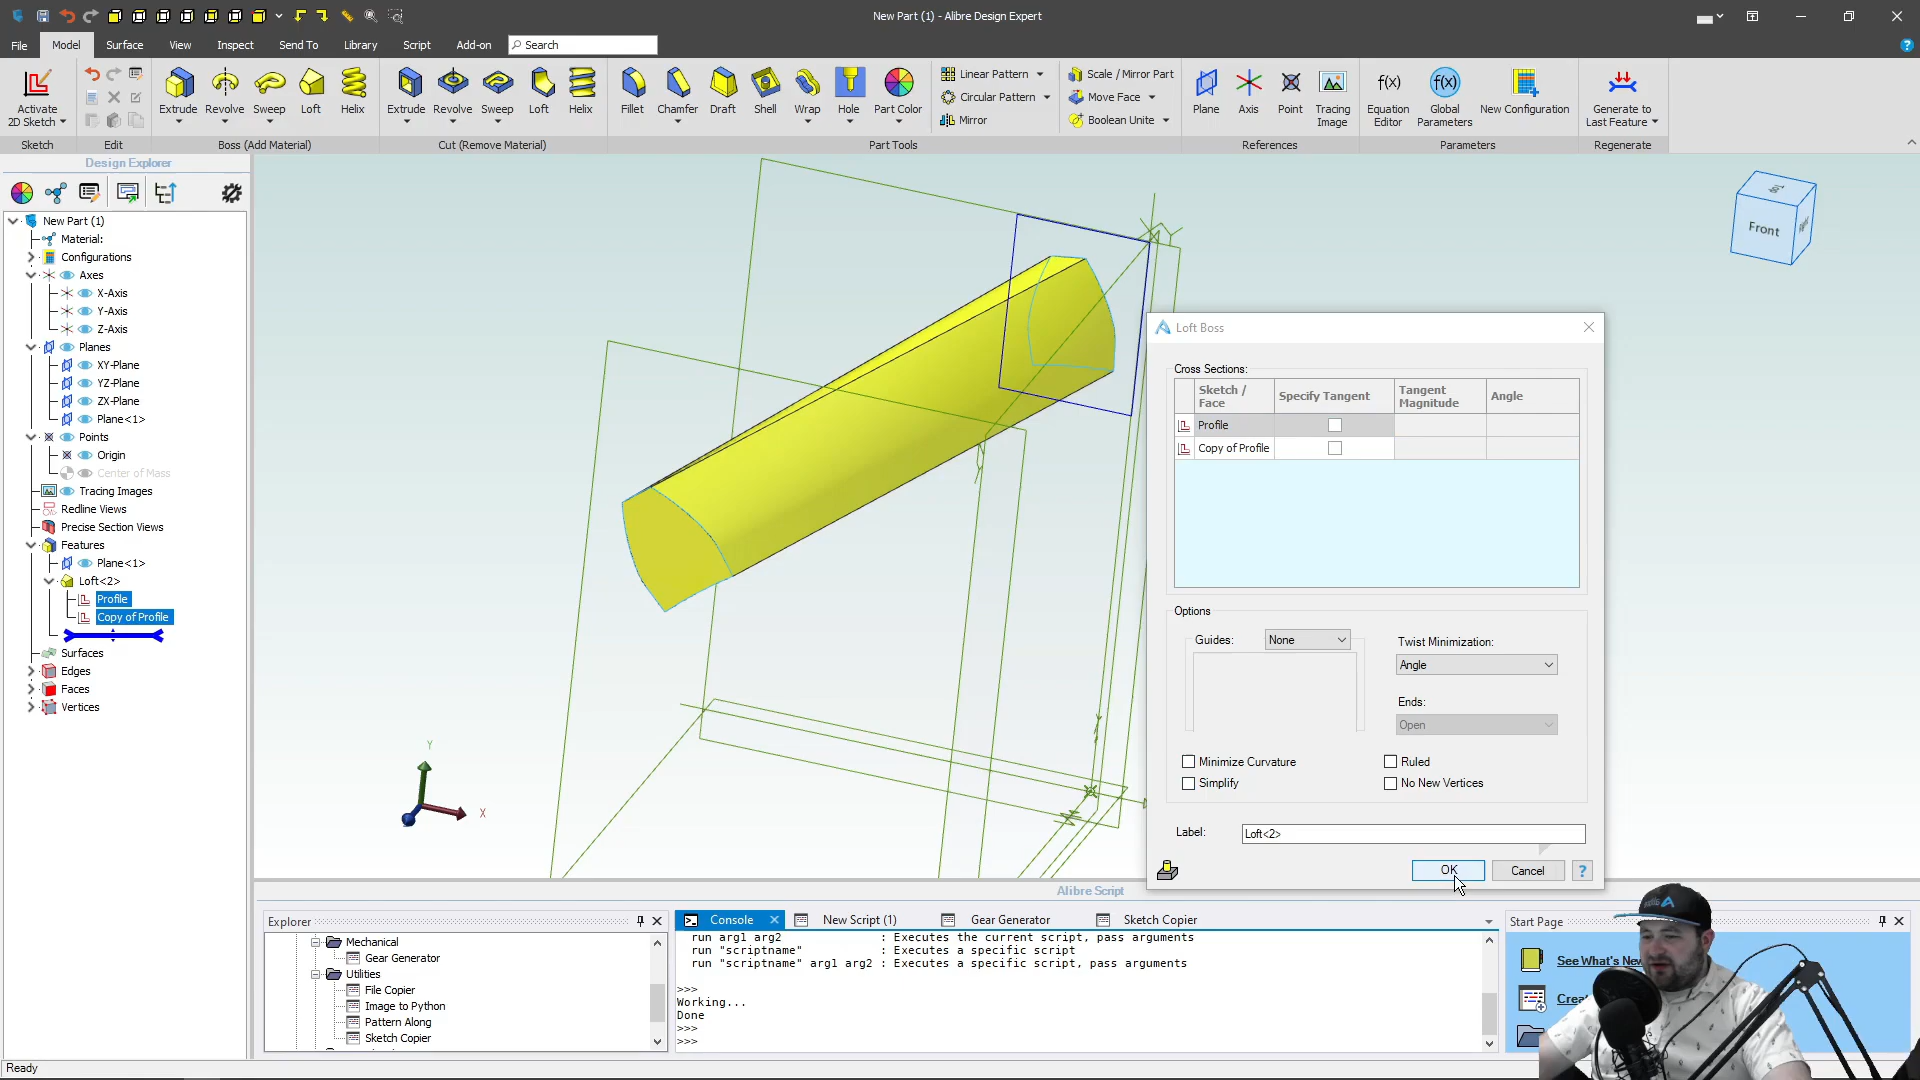 New Part (1) - Alibre Design Expert
File Model Surface View Inspect Send To Library Script Add-on Search
Activate 2D Sketch
Extrude Revolve Sweep Loft Helix
Extrude Revolve Sweep Loft Helix
Fillet Chamfer Draft Shell Wrap Hole Part Color
Linear Pattern
Circular Pattern
Mirror
Scale / Mirror Part
Move Face
Boolean Unite
Plane Axis Point Tracing Image
Equation Editor Global Parameters New Configuration
Generate to Last Feature
Sketch Edit Boss (Add Material) Cut (Remove Material) Part Tools References Parameters Regenerate
Design Explorer
New Part (1)
Material:
Configurations
Axes
X-Axis
Y-Axis
Z-Axis
Planes
XY-Plane
YZ-Plane
ZX-Plane
Plane<1>
Points
Origin
Center of Mass
Tracing Images
Redline Views
Precise Section Views
Features
Plane<1>
Loft<2>
Profile
Copy of Profile
Surfaces
Edges
Faces
Vertices
Ready
Y
X
Top
Front
Loft Boss
Cross Sections:
Sketch / Face Specify Tangent Tangent Magnitude Angle
Profile
Copy of Profile
Options
Guides: None
Twist Minimization:
Angle
Ends:
Open
Minimize Curvature
Simplify
Ruled
No New Vertices
Label: Loft<2>
OK Cancel ?
Alibre Script
Explorer
Mechanical
Gear Generator
Utilities
File Copier
Image to Python
Pattern Along
Sketch Copier
Console New Script (1) Gear Generator Sketch Copier
run arg1 arg2 : Executes the current script, pass arguments
run "scriptname" : Executes a specific script
run "scriptname" arg1 arg2 : Executes a specific script, pass arguments
>>>
Working...
Done
>>>
>>>
Start Page
See What's New